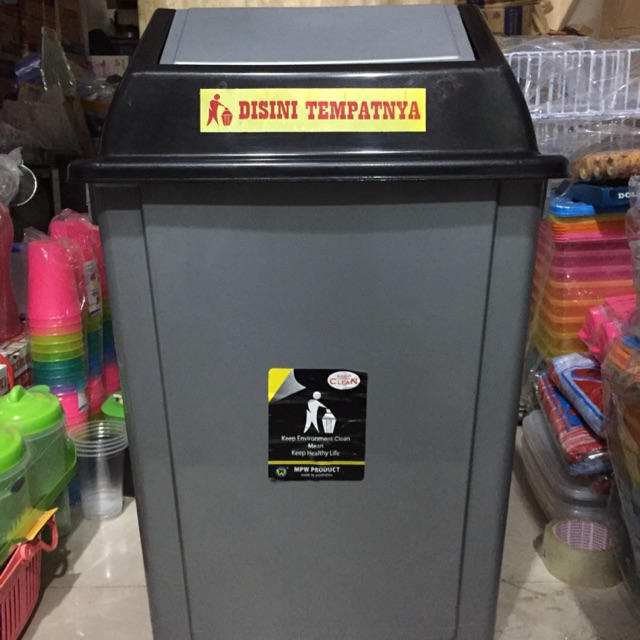 DISINI TEMPATNYA
KEEP
CLEAN
Keep Environment Clean
Mean
Keep Healthy Life
MPW PRODUCT